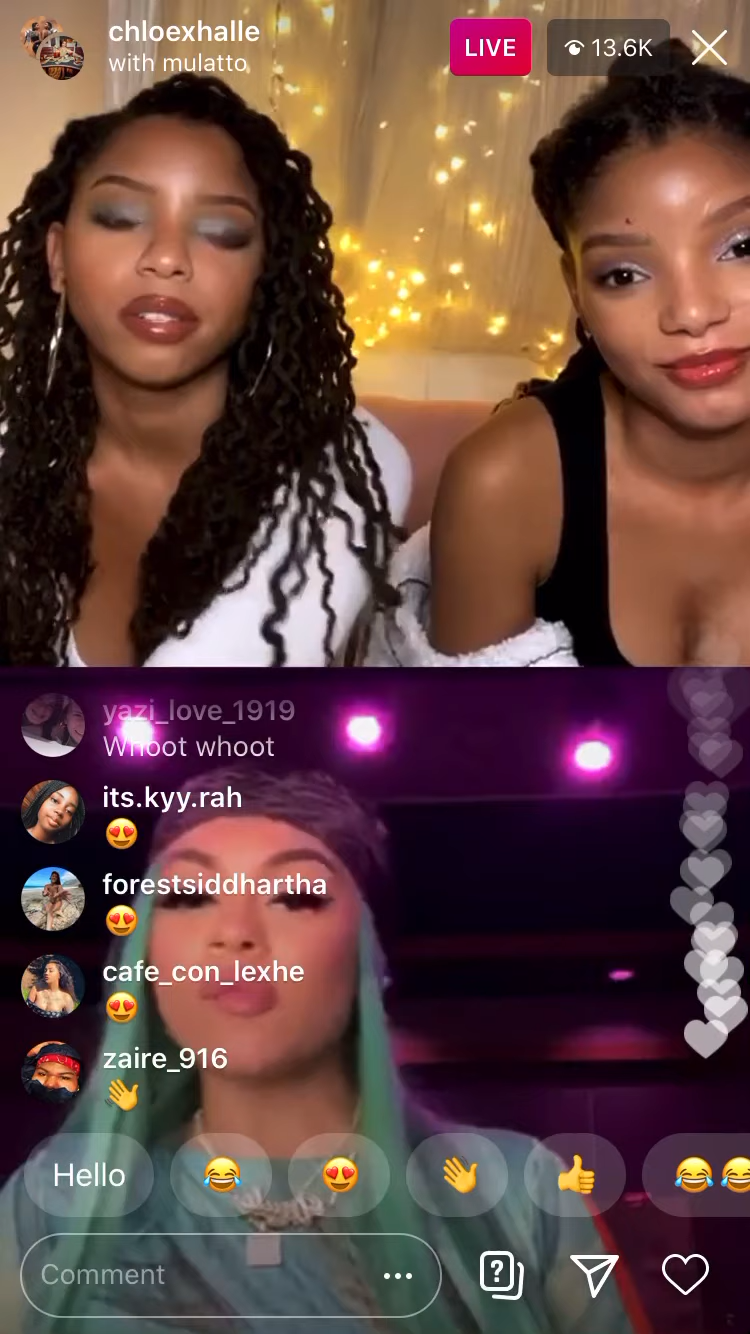 chloexhalle
with mulatto
LIVE
13.6K
yazi_love_1919
Whoot whoot
its.kyy.rah
😍
forestsiddhartha
😍
cafe_con_lexhe
😍
zaire_916
👋
Hello 😂 😍 👋 👍 😂😂
Comment